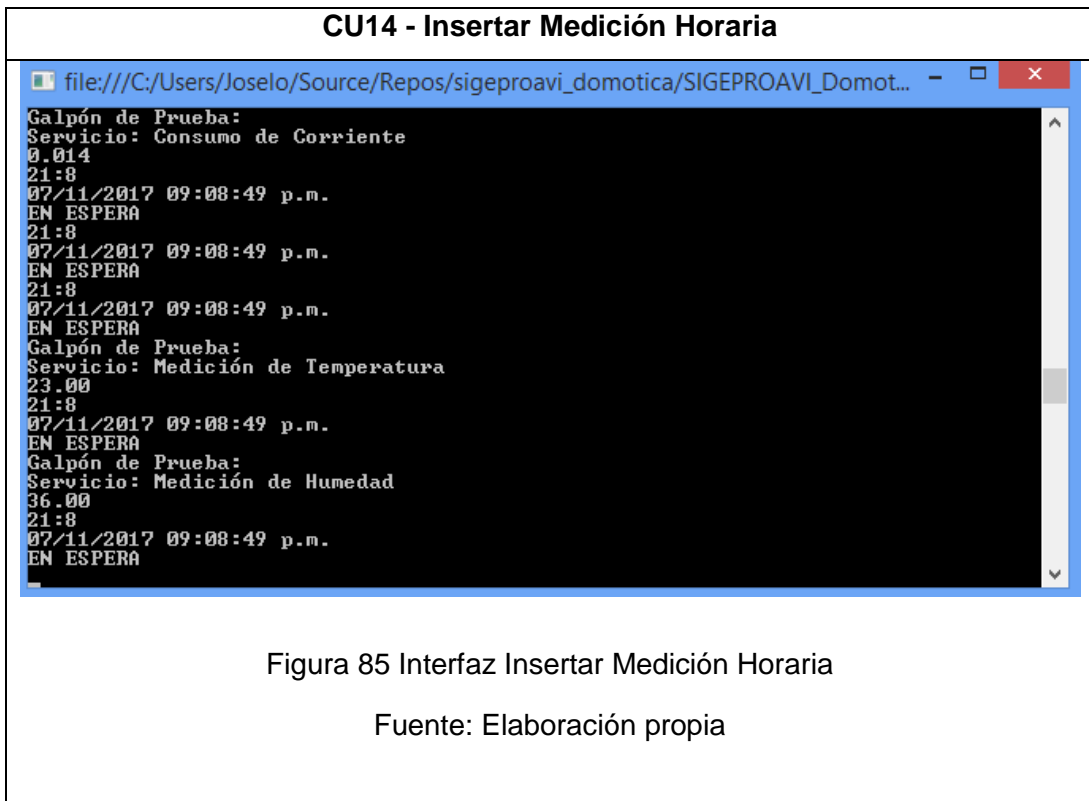 CU14 - Insertar Medición Horaria
file:///C:/Users/Joselo/Source/Repos/sigeproavi_domotica/SIGEPROAVI_Domot...
Galpón de Prueba:
Servicio: Consumo de Corriente
0.014
21:8
07/11/2017 09:08:49 p.m.
EN ESPERA
21:8
07/11/2017 09:08:49 p.m.
EN ESPERA
21:8
07/11/2017 09:08:49 p.m.
EN ESPERA
Galpón de Prueba:
Servicio: Medición de Temperatura
23.00
21:8
07/11/2017 09:08:49 p.m.
EN ESPERA
Galpón de Prueba:
Servicio: Medición de Humedad
36.00
21:8
07/11/2017 09:08:49 p.m.
EN ESPERA
Figura 85 Interfaz Insertar Medición Horaria
Fuente: Elaboración propia